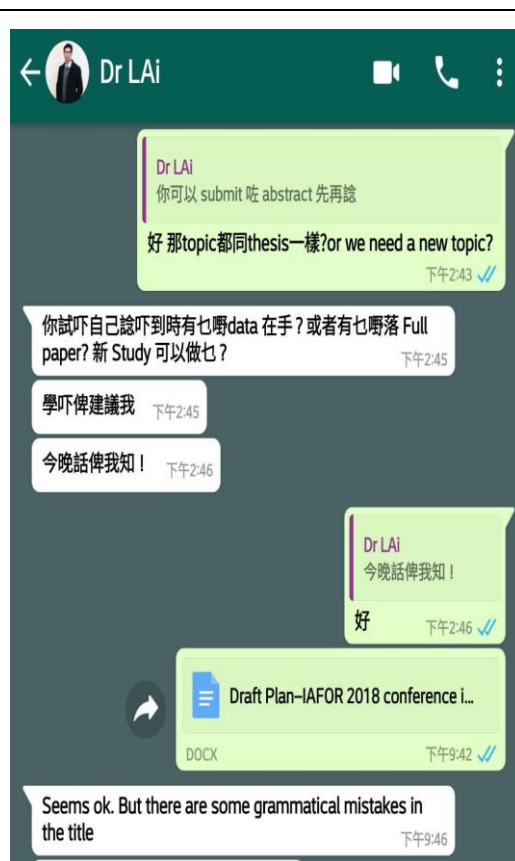 Dr LAi
Dr LAi
你可以 submit 咗 abstract 先再諗
好 那topic都同thesis一樣?or we need a new topic?
下午2:43
你試吓自己諗吓到時有乜嘢data 在手？或者有乜嘢落 Full
paper? 新 Study 可以做乜？
下午2:45
學吓俾建議我
下午2:45
今晚話俾我知！
下午2:46
Dr LAi
今晚話俾我知！
好
下午2:46
Draft Plan–IAFOR 2018 conference i...
DOCX
下午9:42
Seems ok. But there are some grammatical mistakes in
the title
下午9:46